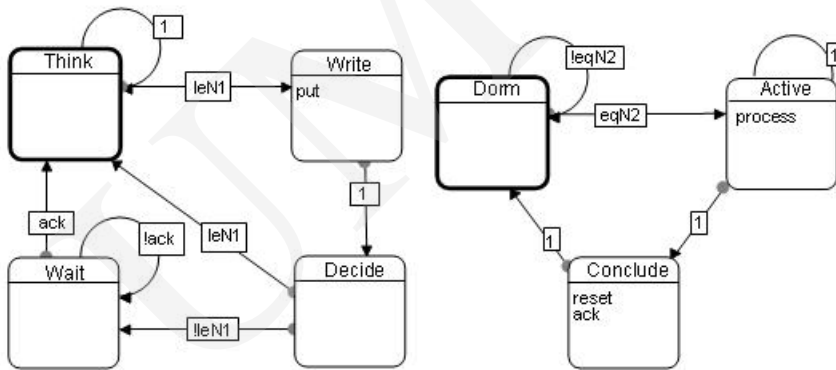 1
Think
leN1
Write
put
1
ack
!ack
leN1
Wait
Decide
!leN1
!eqN2
Dorm
eqN2
1
Active
process
1
1
Conclude
reset
ack